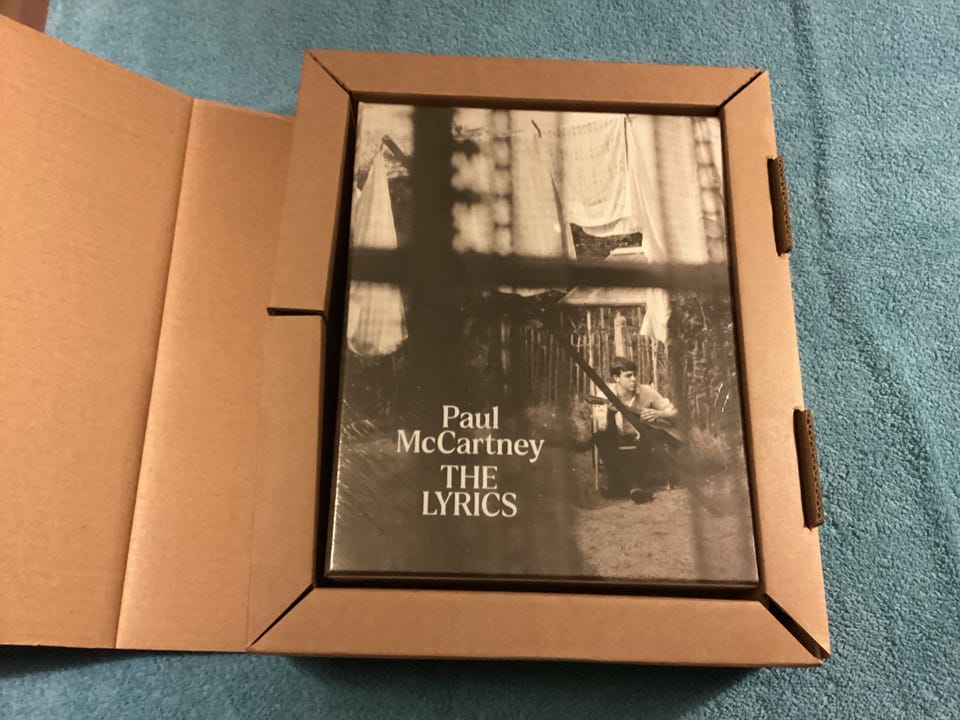 Paul
McCartney
THE
LYRICS